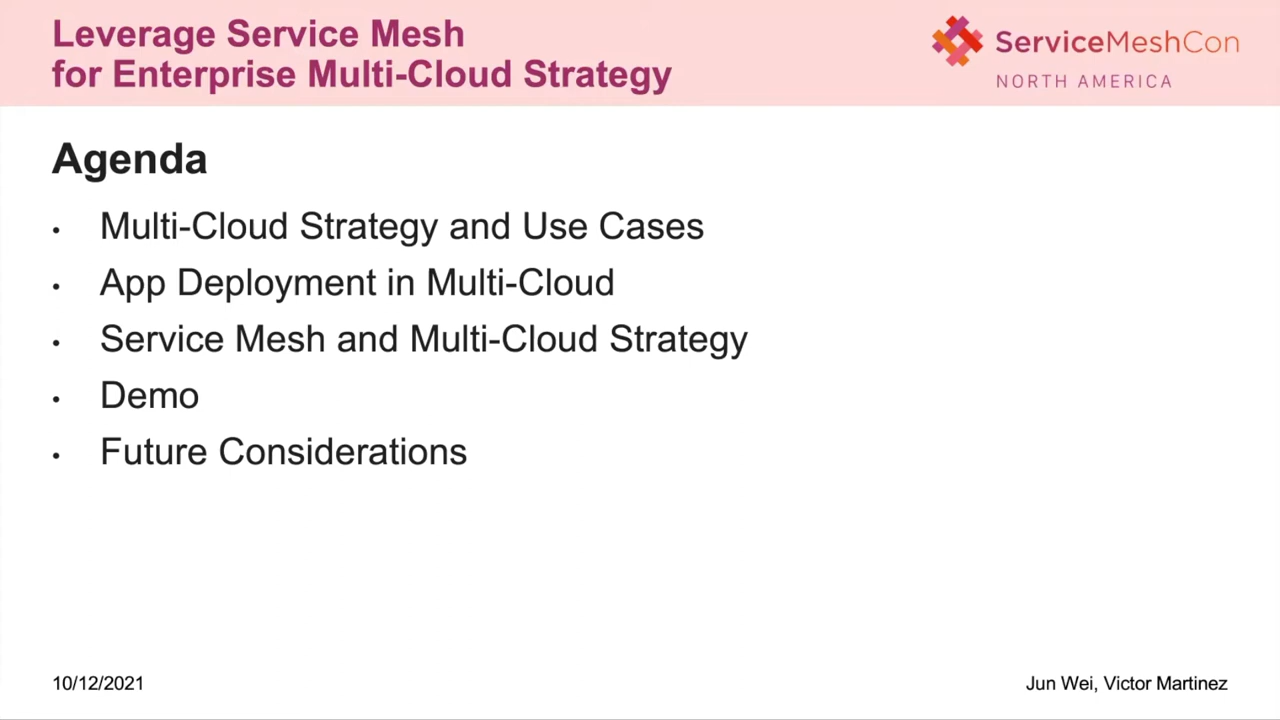 Leverage Service Mesh
for Enterprise Multi-Cloud Strategy
ServiceMeshCon
NORTH AMERICA
Agenda
• Multi-Cloud Strategy and Use Cases
• App Deployment in Multi-Cloud
• Service Mesh and Multi-Cloud Strategy
• Demo
• Future Considerations
10/12/2021
Jun Wei, Victor Martinez